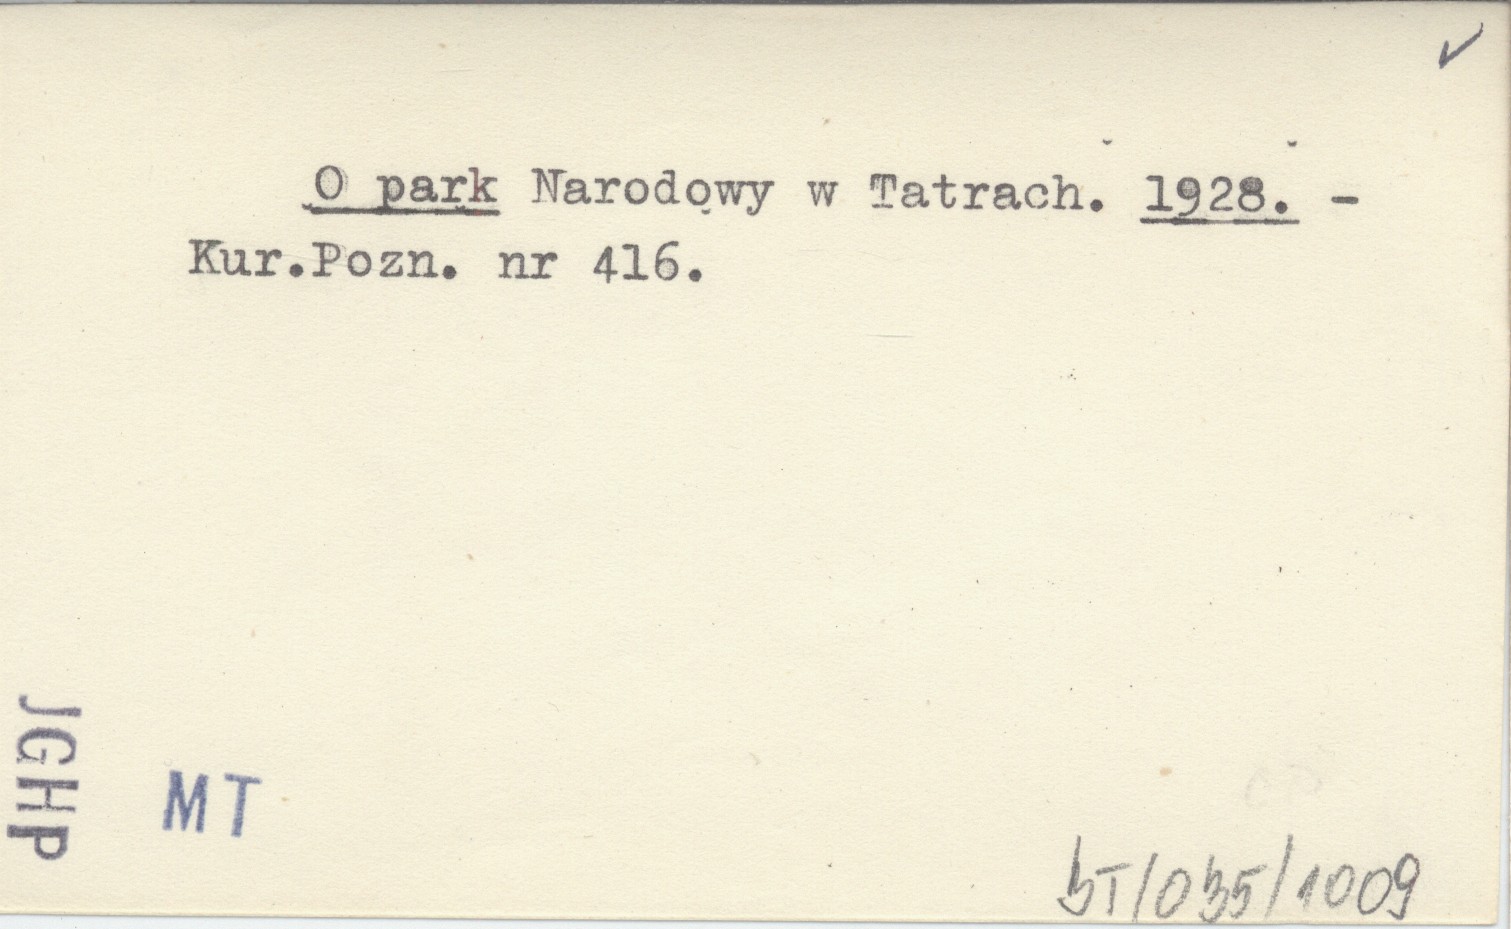 O park Narodowy w Tatrach. 1928. -
Kur.Pozn. nr 416.
JGHP
MT
bT/035/1009